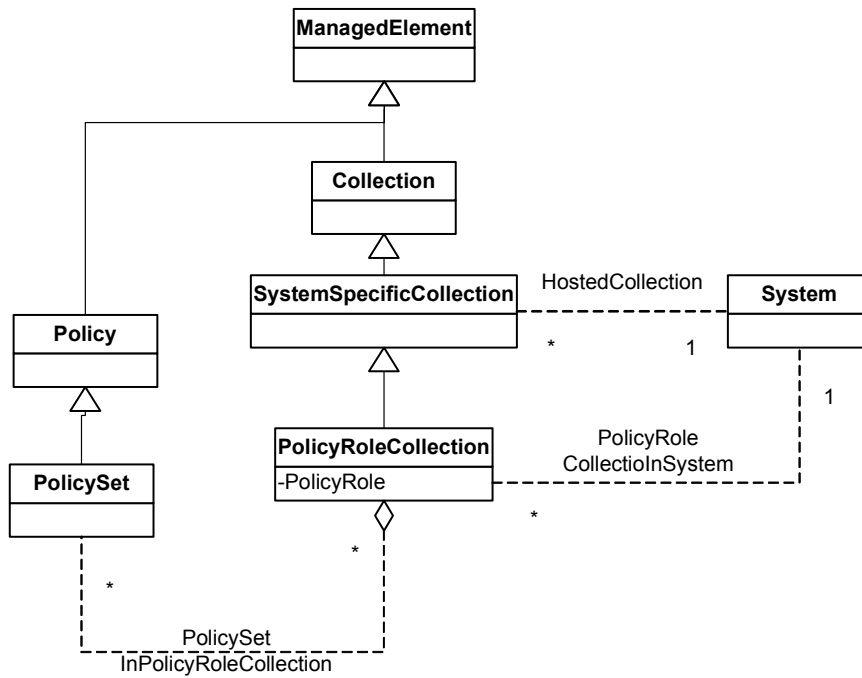 ManagedElement
Collection
SystemSpecificCollection
HostedCollection
System
*
1
Policy
1
PolicyRoleCollection
-PolicyRole
PolicyRole
CollectioInSystem
PolicySet
*
*
*
PolicySet
InPolicyRoleCollection